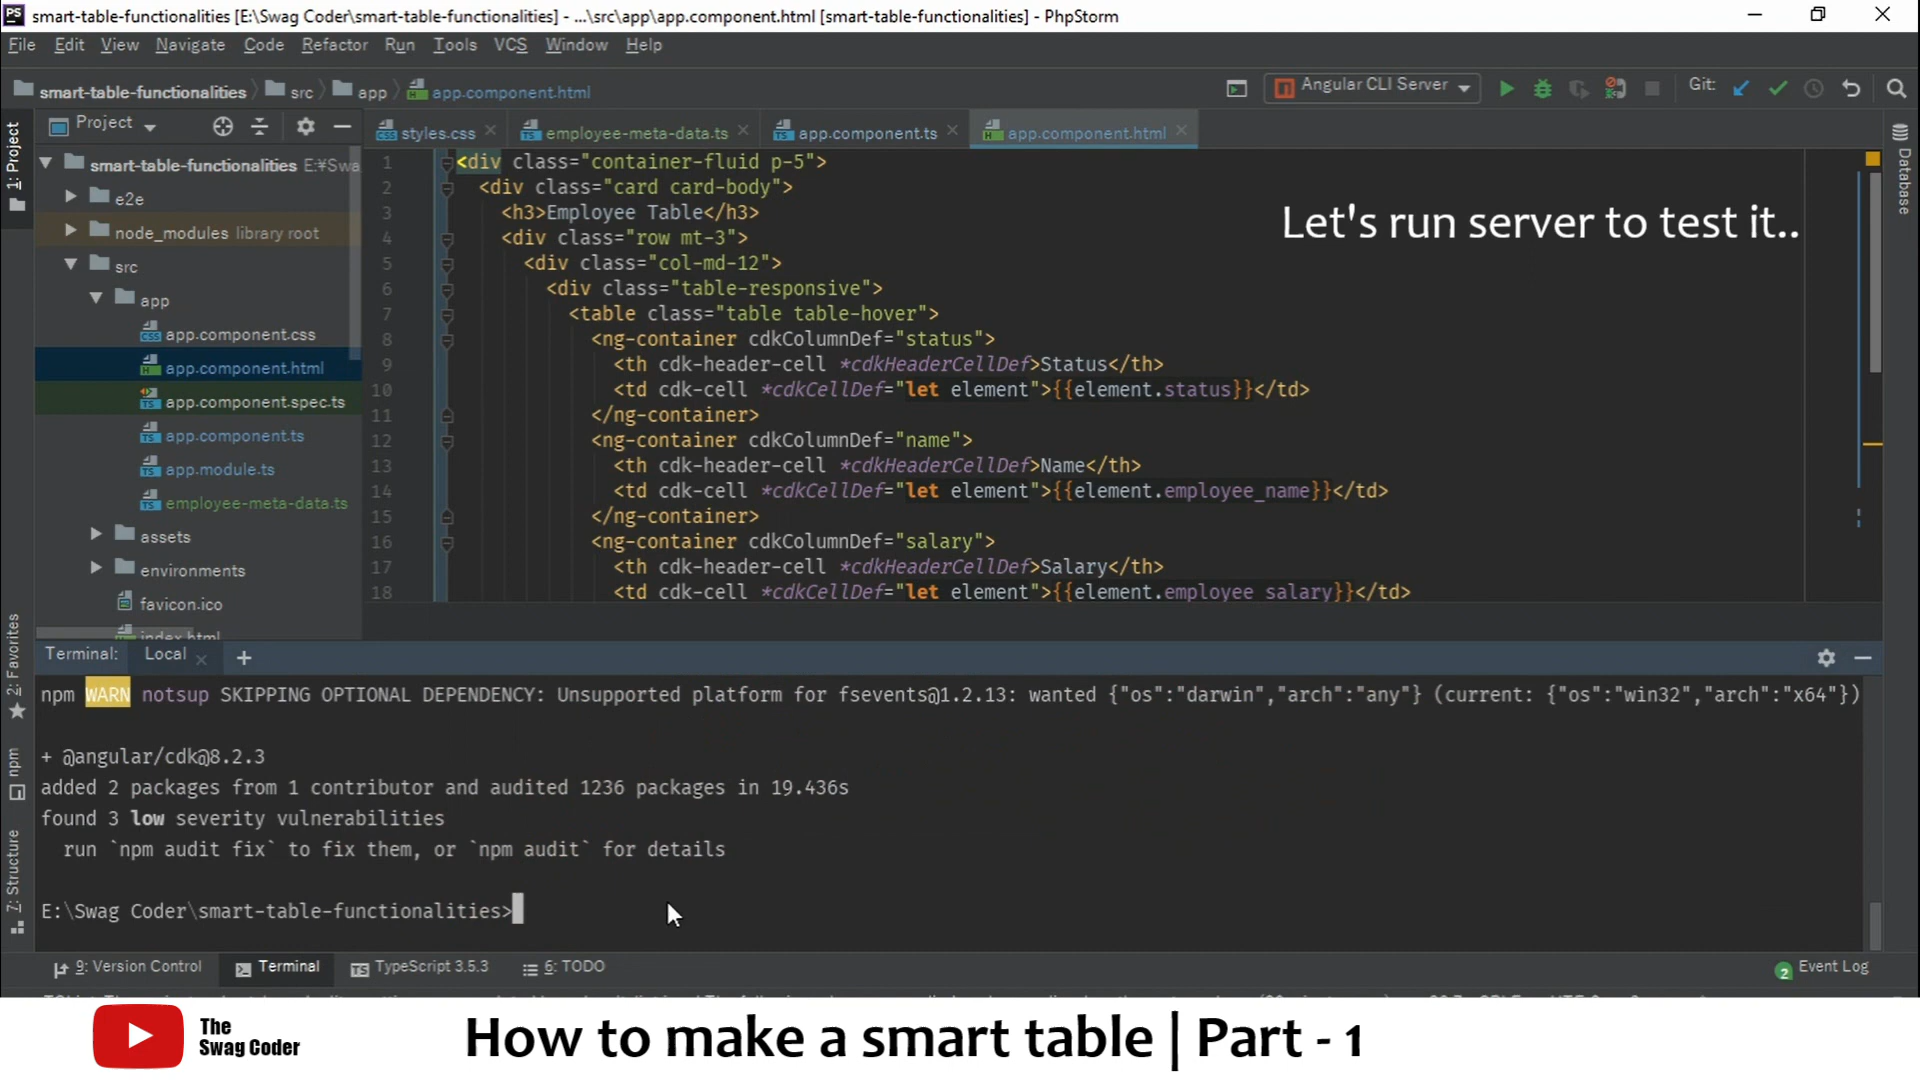 smart-table-functionalities [E:\Swag Coder\smart-table-functionalities] - ...\src\app\app.component.html [smart-table-functionalities] - PhpStorm
File Edit View Navigate Code Refactor Run Tools VCS Window Help
smart-table-functionalities src app app.component.html Angular CLI Server Git:
1: Project
Project
styles.css employee-meta-data.ts app.component.ts app.component.html
smart-table-functionalities E:¥Swa
e2e
node_modules library root
src
app
app.component.css
app.component.html
app.component.spec.ts
app.component.ts
app.module.ts
employee-meta-data.ts
assets
environments
favicon.ico
index.html
1 <div class="container-fluid p-5">
2 <div class="card card-body">
3 <h3>Employee Table</h3>
4 <div class="row mt-3">
5 <div class="col-md-12">
6 <div class="table-responsive">
7 <table class="table table-hover">
8 <ng-container cdkColumnDef="status">
9 <th cdk-header-cell *cdkHeaderCellDef>Status</th>
10 <td cdk-cell *cdkCellDef="let element">{{element.status}}</td>
11 </ng-container>
12 <ng-container cdkColumnDef="name">
13 <th cdk-header-cell *cdkHeaderCellDef>Name</th>
14 <td cdk-cell *cdkCellDef="let element">{{element.employee_name}}</td>
15 </ng-container>
16 <ng-container cdkColumnDef="salary">
17 <th cdk-header-cell *cdkHeaderCellDef>Salary</th>
18 <td cdk-cell *cdkCellDef="let element">{{element.employee_salary}}</td>
Let's run server to test it..
Database
2: Favorites
npm
Z: Structure
Terminal: Local
npm WARN notsup SKIPPING OPTIONAL DEPENDENCY: Unsupported platform for fsevents@1.2.13: wanted {"os":"darwin","arch":"any"} (current: {"os":"win32","arch":"x64"})
+ @angular/cdk@8.2.3
added 2 packages from 1 contributor and audited 1236 packages in 19.436s
found 3 low severity vulnerabilities
run `npm audit fix` to fix them, or `npm audit` for details
E:\Swag Coder\smart-table-functionalities>
9: Version Control Terminal TypeScript 3.5.3 6: TODO 2 Event Log
The
Swag Coder
How to make a smart table | Part - 1